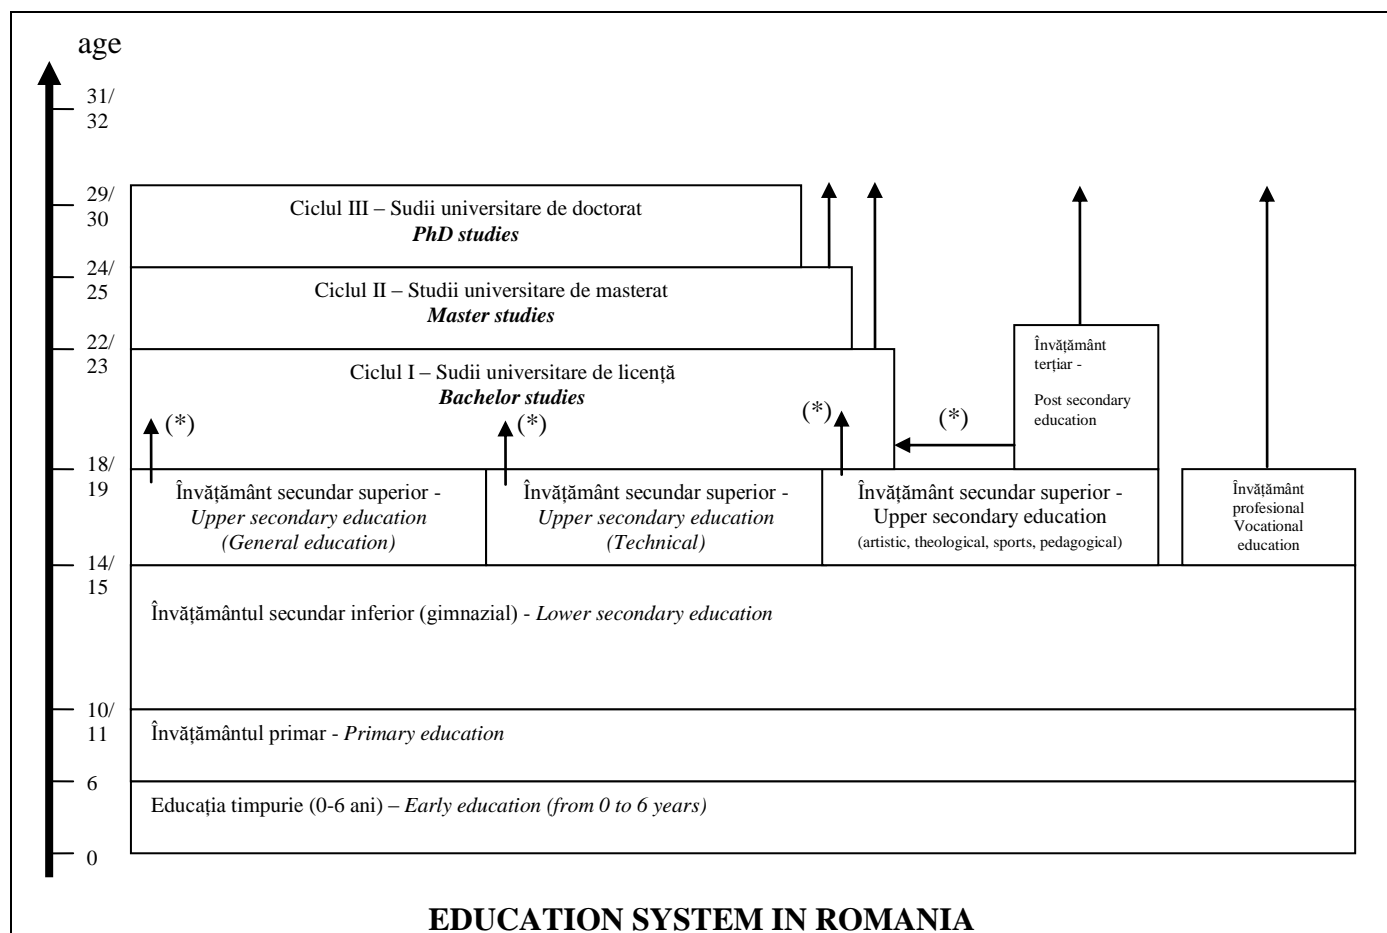 age
31/
32
29/
30
Ciclul III – Sudii universitare de doctorat
PhD studies
24/
25
Ciclul II – Studii universitare de masterat
Master studies
22/
23
Ciclul I – Sudii universitare de licență
Bachelor studies
Învățământ
terțiar -
Post secondary
education
(*)
(*)
(*)
(*)
18/
19
Învățământ secundar superior -
Upper secondary education
(General education)
Învățământ secundar superior -
Upper secondary education
(Technical)
Învățământ secundar superior -
Upper secondary education
(artistic, theological, sports, pedagogical)
Învățământ
profesional
Vocational
education
14/
15
Învățământul secundar inferior (gimnazial) - Lower secondary education
10/
11
Învățământul primar - Primary education
6
Educația timpurie (0-6 ani) – Early education (from 0 to 6 years)
0
EDUCATION SYSTEM IN ROMANIA